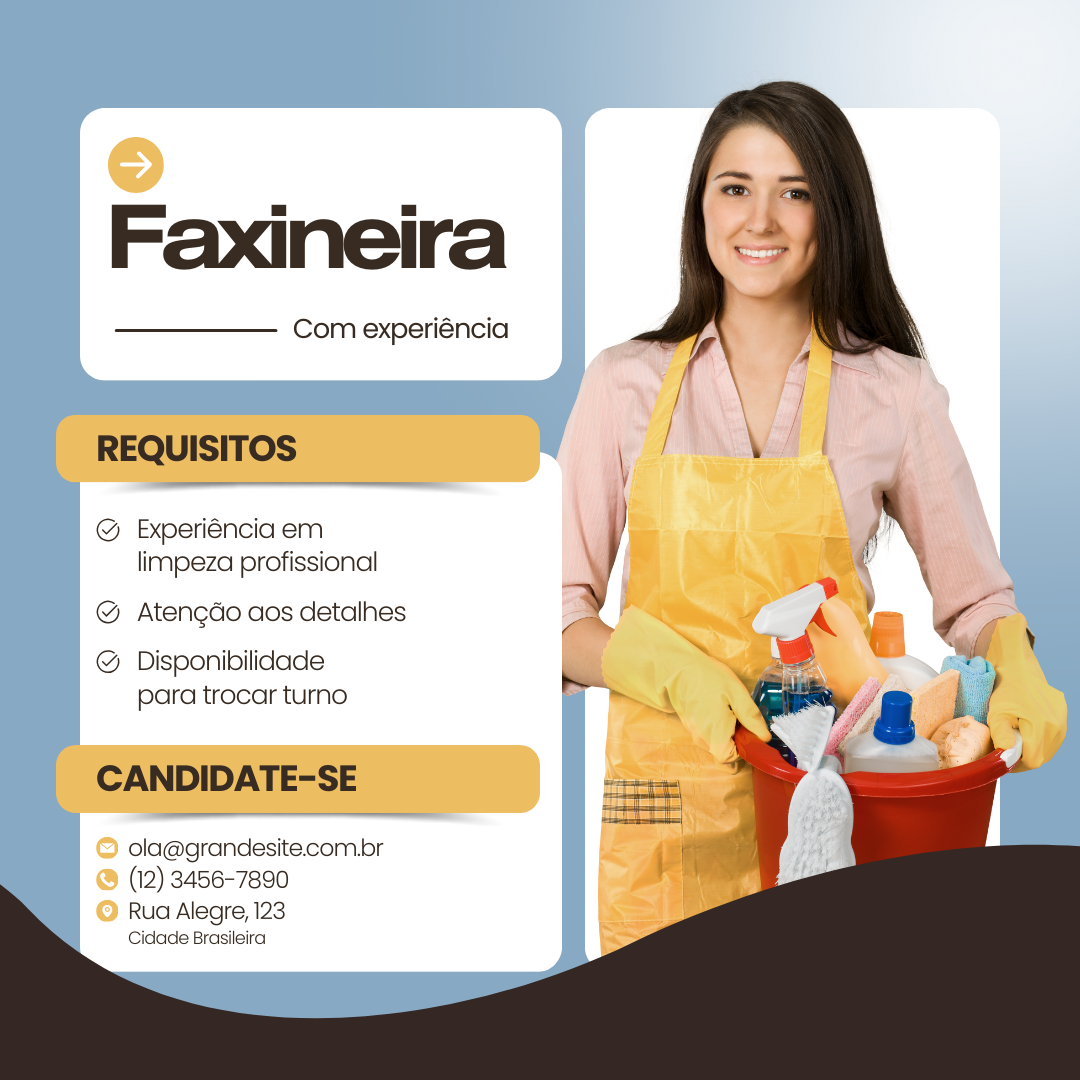 Faxineira
Com experiência
REQUISITOS
Experiência em
limpeza profissional
Atenção aos detalhes
Disponibilidade
para trocar turno
CANDIDATE-SE
ola@grandesite.com.br
(12) 3456-7890
Rua Alegre, 123
Cidade Brasileira